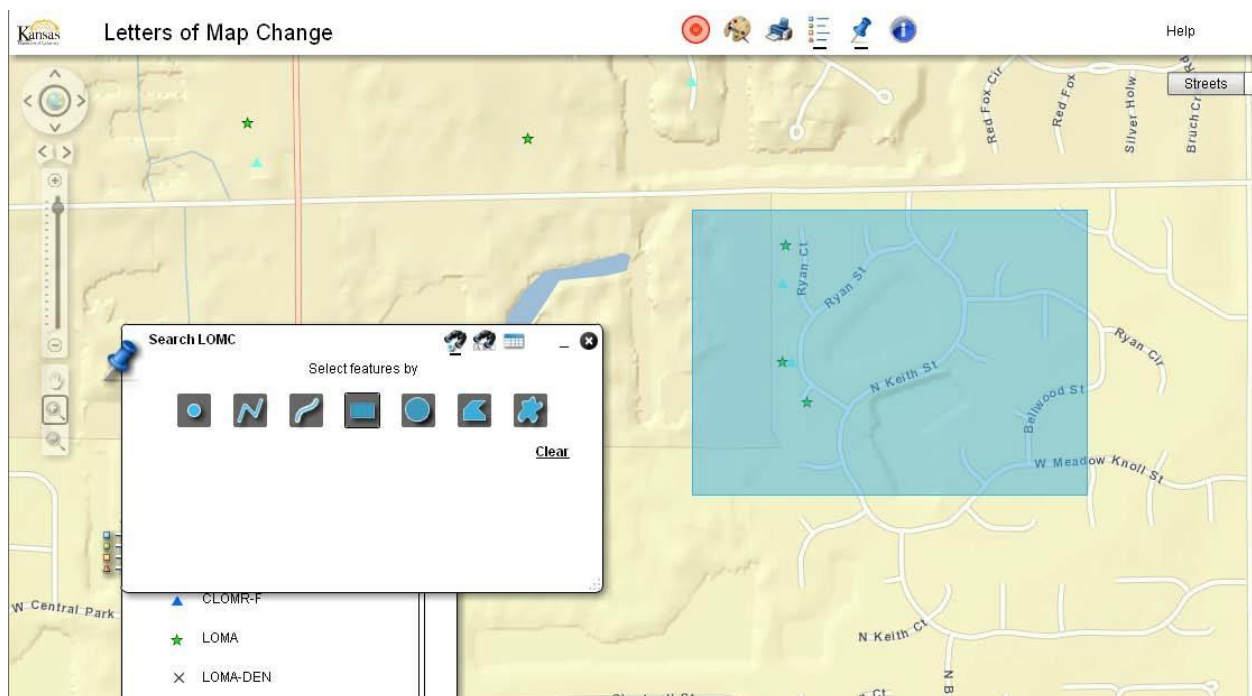 Kansas
Letters of Map Change
Help
Streets
Red Fox Cir
Red Fox
Silver Holw
Bruch Cr
Rd
Ryan Ct
Ryan St
N Keith St
Ryan Cir
Bellwood St
W Meadow Knoll St
Search LOMC
Select features by
Clear
W Central Park
CLOMR-F
LOMA
LOMA-DEN
N Keith Ct
N B
Ct